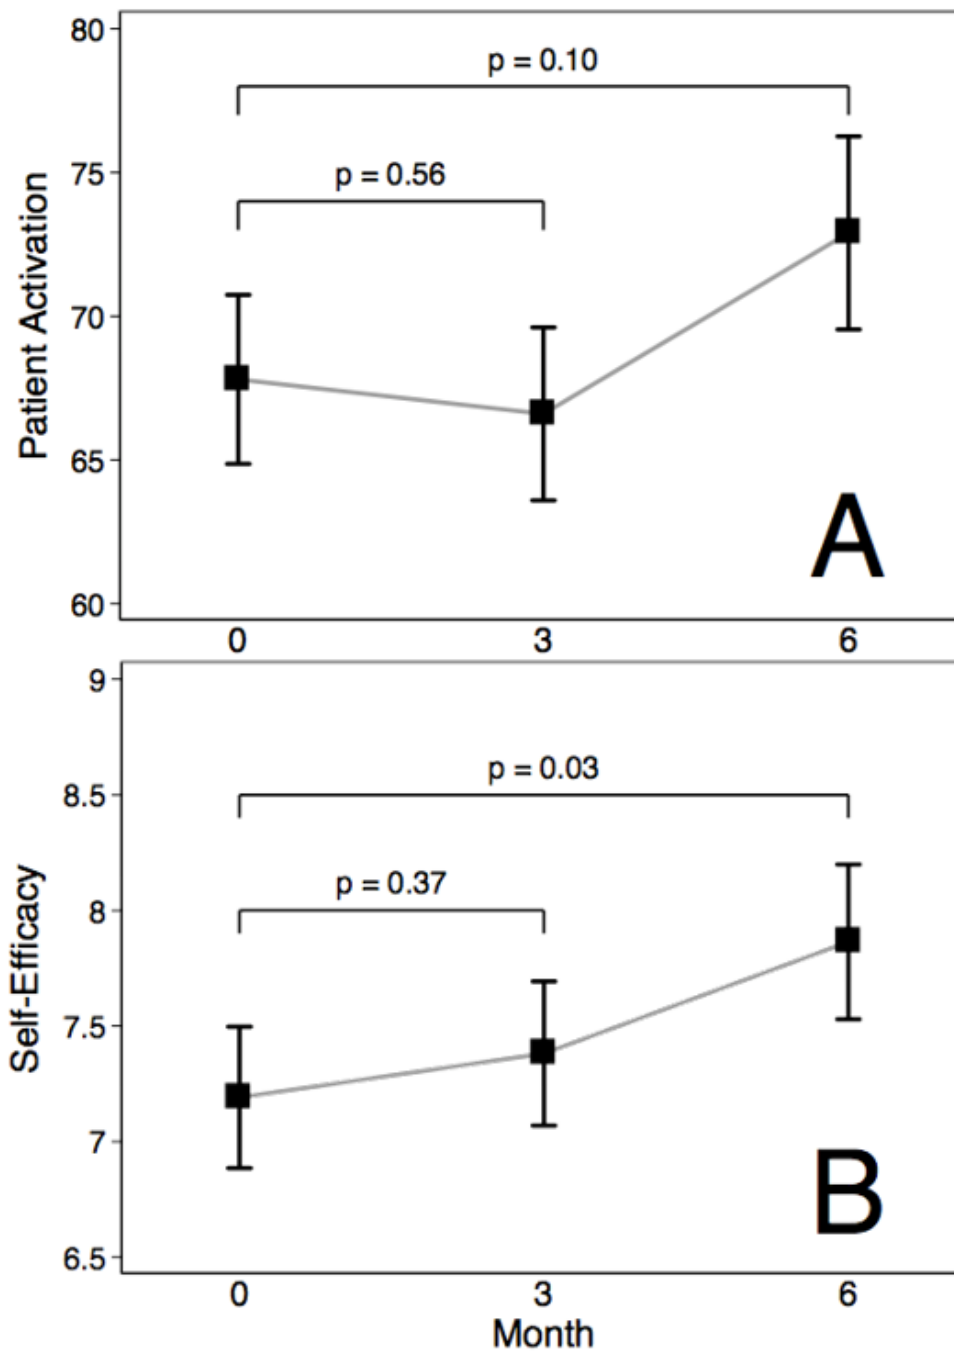 80
p = 0.10
75
p = 0.56
70
65
60
Patient Activation
A
0 3 6
9
p = 0.03
8.5
p = 0.37
8
7.5
7
6.5
Self-Efficacy
B
0 3 6
Month